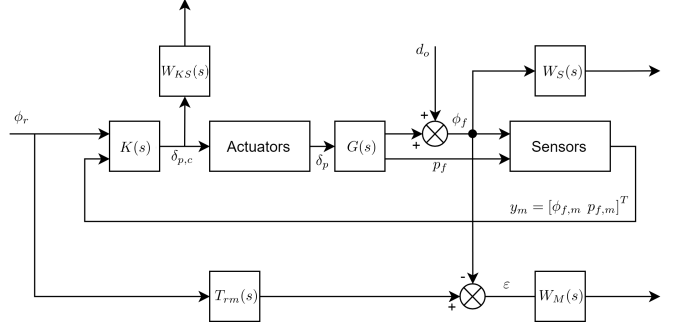 d_o
W_{KS}(s)
W_S(s)
ϕ_r
+
ϕ_f
K(s)
δ_{p,c}
Actuators
δ_p
G(s)
+
p_f
Sensors
y_m = [ϕ_{f,m} p_{f,m}]^T
-
T_{rm}(s)
+
ε
W_M(s)